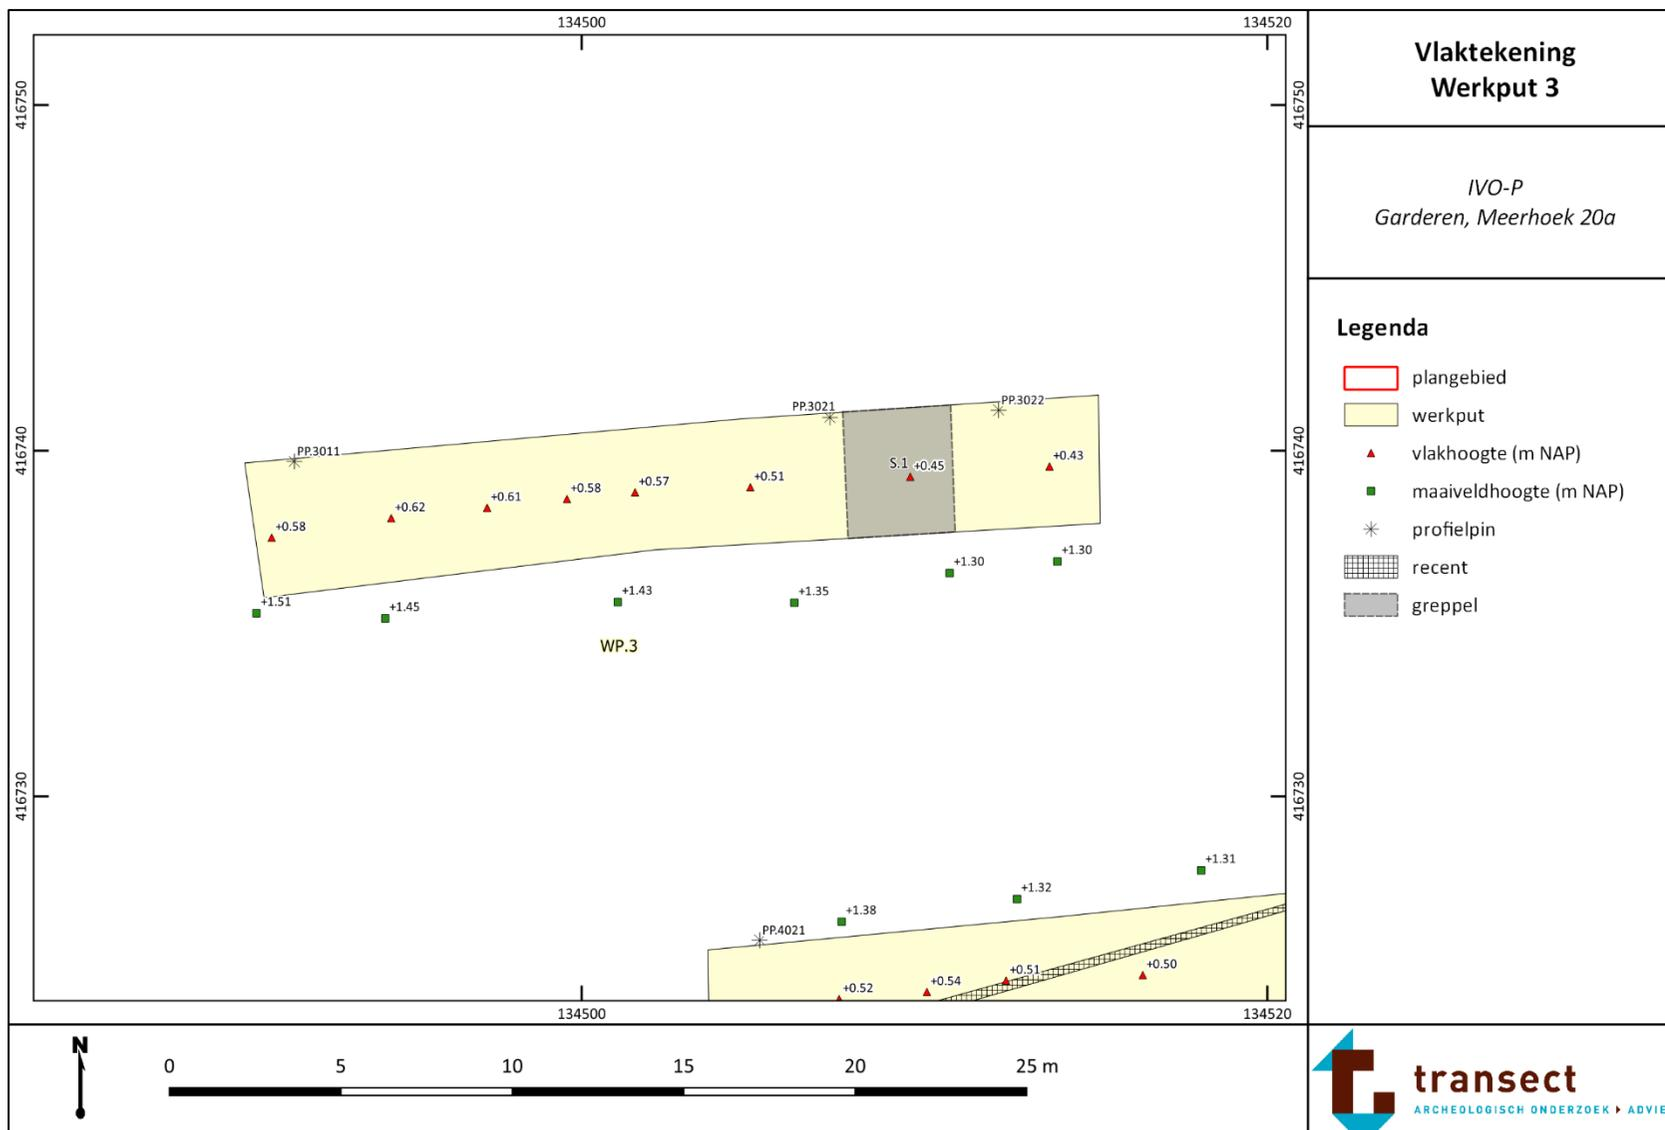 134500
134520
416750
416750
Vlaktekening
Werkput 3
IVO-P
Garderen, Meerhoek 20a
Legenda
plangebied
werkput
vlakhoogte (m NAP)
maaiveldhoogte (m NAP)
profielpin
recent
greppel
PP.3011
PP.3021
PP.3022
416740
416740
+0.58
+0.62
+0.61
+0.58
+0.57
+0.51
S.1
+0.45
+0.43
+1.51
+1.45
+1.43
+1.35
+1.30
+1.30
WP.3
416730
416730
+1.38
+1.32
+1.31
PP.4021
+0.52
+0.54
+0.51
+0.50
134500
134520
N
0 5 10 15 20 25 m
transect
ARCHEOLOGISCH ONDERZOEK ADVIE